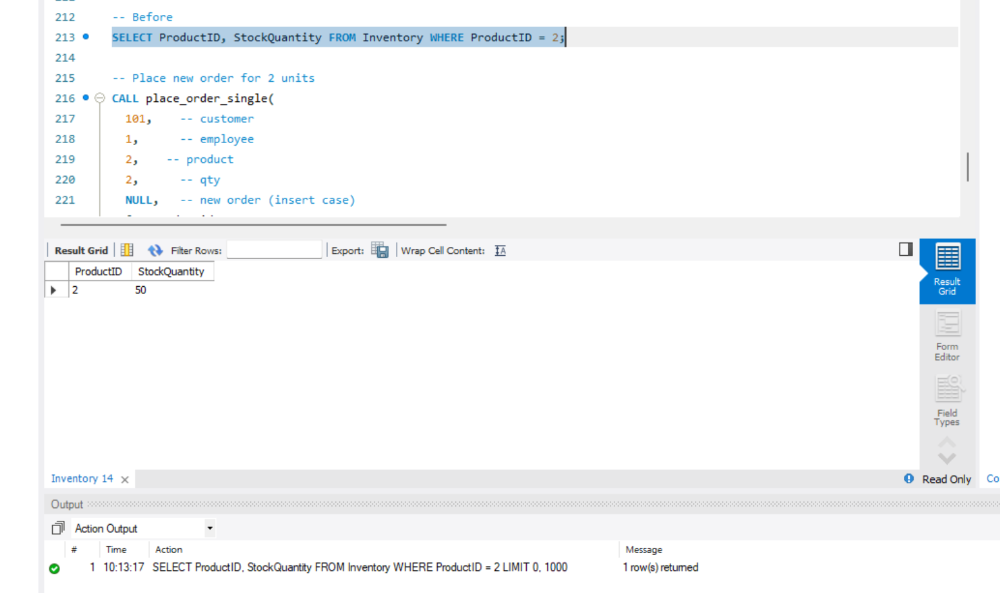 212 -- Before
213 SELECT ProductID, StockQuantity FROM Inventory WHERE ProductID = 2;
214
215 -- Place new order for 2 units
216 CALL place_order_single(
217 101, -- customer
218 1, -- employee
219 2, -- product
220 2, -- qty
221 NULL, -- new order (insert case)
Result Grid Filter Rows: Export: Wrap Cell Content:
ProductID StockQuantity
2 50
Result
Grid
Form
Editor
Field
Types
Inventory 14 Read Only Co
Output
Action Output
# Time Action Message
1 10:13:17 SELECT ProductID, StockQuantity FROM Inventory WHERE ProductID = 2 LIMIT 0, 1000 1 row(s) returned